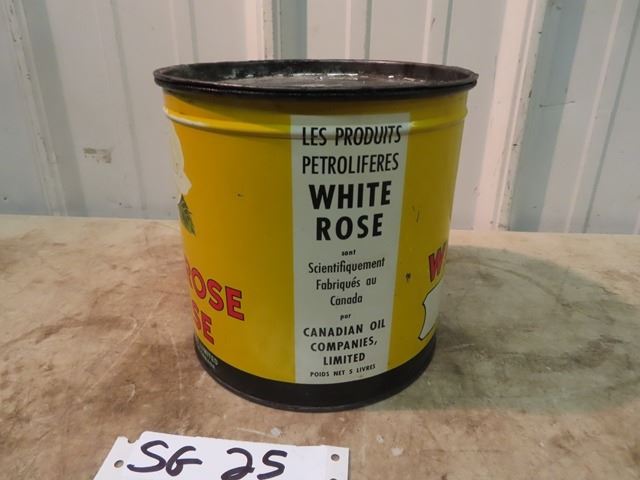 LES PRODUITS
PETROLIFERES
WHITE
ROSE
sont
Scientifiquement
Fabriqués au
Canada
par
CANADIAN OIL
COMPANIES,
LIMITED
POIDS NET 5 LIVRES
ROSE
SE
W
SG 25